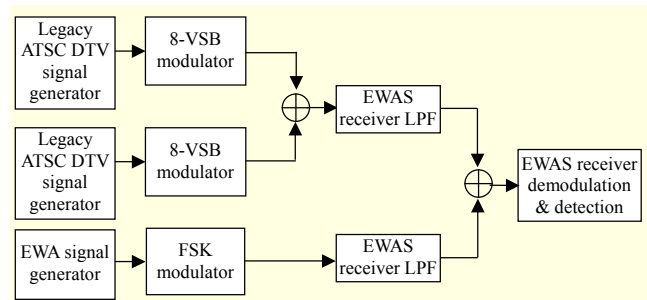 Legacy
ATSC DTV
signal
generator
8-VSB
modulator
EWAS
receiver LPF
Legacy
ATSC DTV
signal
generator
8-VSB
modulator
EWAS receiver
demodulation
& detection
EWA signal
generator
FSK
modulator
EWAS
receiver LPF